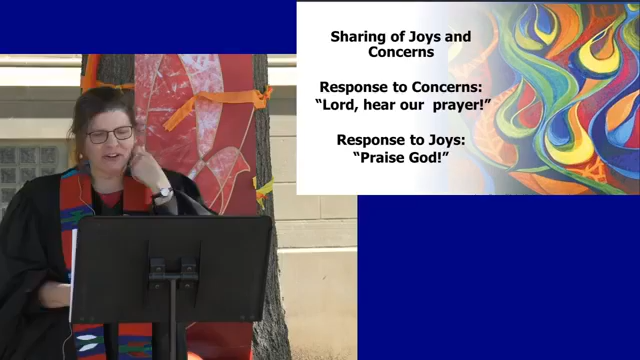 Sharing of Joys and
Concerns
Response to Concerns:
“Lord, hear our prayer!”
Response to Joys:
“Praise God!”